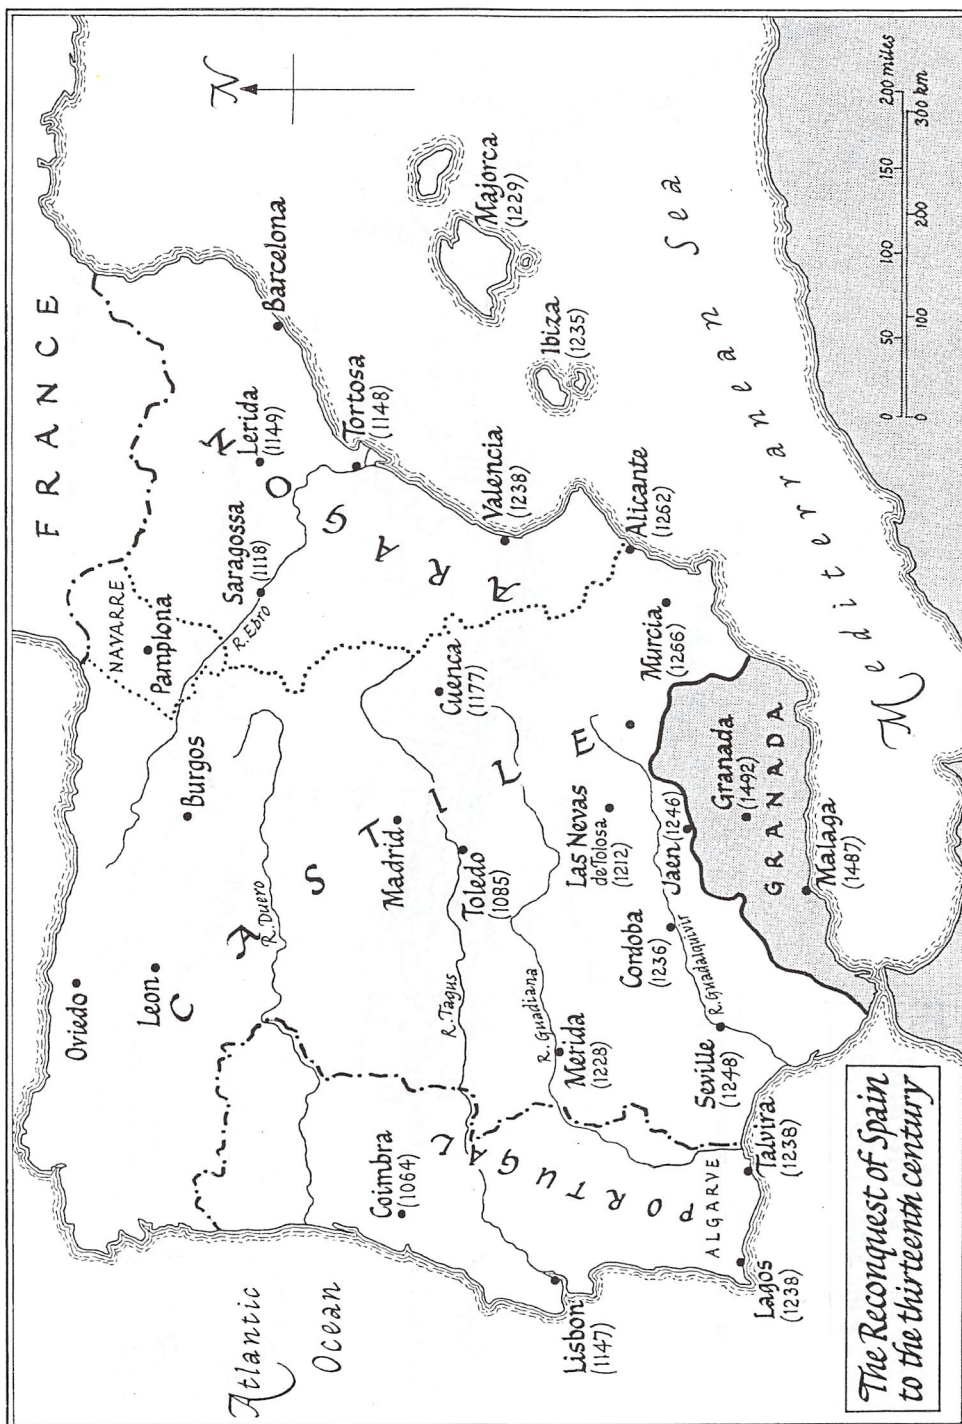 The Reconquest of Spain
to the thirteenth century
N
FRANCE
Atlantic
Ocean
Mediterranean Sea
NAVARRE
Pamplona
Oviedo
Leon
Burgos
CASTILE
ARAGON
PORTUGAL
ALGARVE
GRANADA
R. Ebro
R. Duero
R. Tagus
R. Guadiana
R. Guadalquivir
Saragossa
(1118)
Lerida
(1149)
Barcelona
Tortosa
(1148)
Majorca
(1229)
Ibiza
(1235)
Valencia
(1238)
Alicante
(1262)
Murcia
(1266)
Cuenca
(1177)
Madrid
Toledo
(1085)
Coimbra
(1064)
Lisbon
(1147)
Merida
(1228)
Las Nevas
de Tolosa
(1212)
Cordoba
(1236)
Jaen (1246)
Seville
(1248)
Granada
(1492)
Malaga
(1487)
Talvira
(1238)
Lagos
(1238)
0 50 100 150 200 miles
0 100 200 300 km